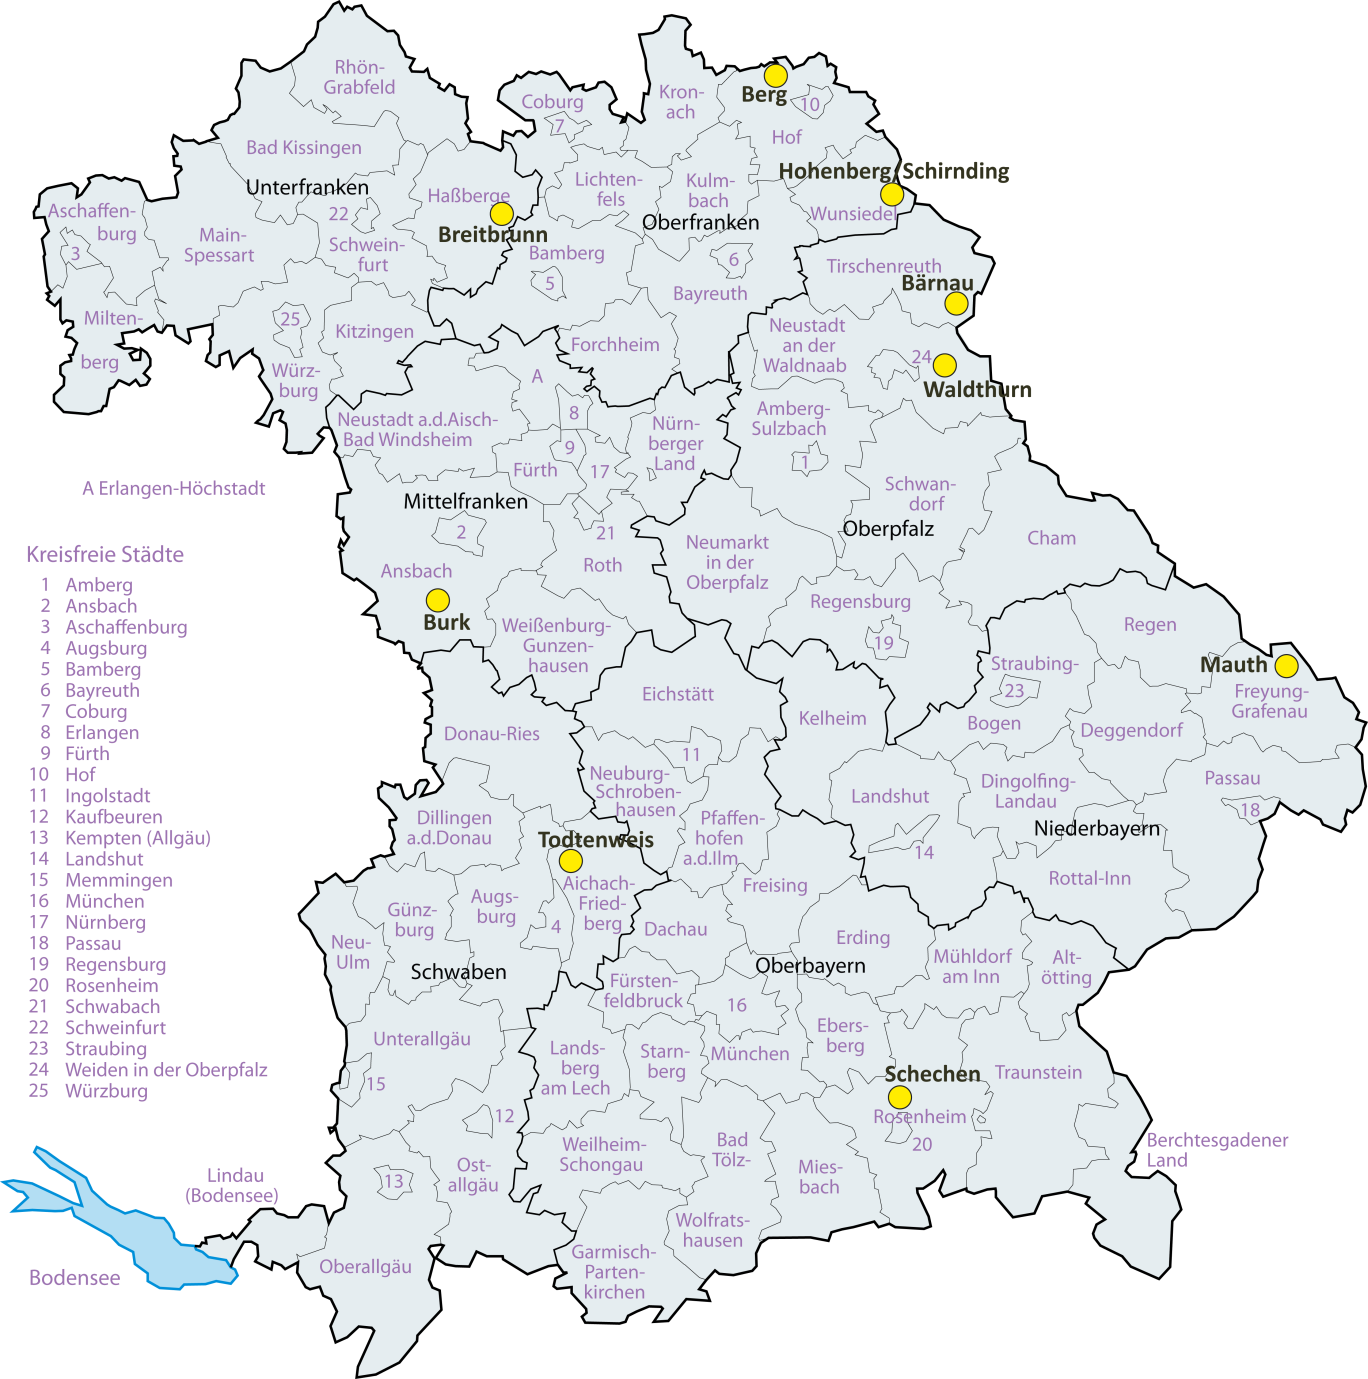 Rhön-
Grabfeld
Bad Kissingen
Unterfranken
Aschaffen-
burg
3
Main-
Spessart
22
Schwein-
furt
Haßberge
Breitbrunn
Milten-
berg
25
Kitzingen
Würz-
burg
Coburg
7
Kron-
ach
Berg
10
Hof
Lichten-
fels
Kulm-
bach
Oberfranken
Hohenberg/Schirnding
Wunsiedel
Bamberg
5
6
Bayreuth
Forchheim
Tirschenreuth
Bärnau
Neustadt
an der
Waldnaab
24
Waldthurn
A
8
9
Neustadt a.d.Aisch-
Bad Windsheim
Fürth
17
Nürn-
berger
Land
Amberg-
Sulzbach
1
Schwan-
dorf
Oberpfalz
Cham
A Erlangen-Höchstadt
Mittelfranken
2
21
Roth
Ansbach
Burk
Weißenburg-
Gunzen-
hausen
Neumarkt
in der
Oberpfalz
Regensburg
19
Kreisfreie Städte
1 Amberg
2 Ansbach
3 Aschaffenburg
4 Augsburg
5 Bamberg
6 Bayreuth
7 Coburg
8 Erlangen
9 Fürth
10 Hof
11 Ingolstadt
12 Kaufbeuren
13 Kempten (Allgäu)
14 Landshut
15 Memmingen
16 München
17 Nürnberg
18 Passau
19 Regensburg
20 Rosenheim
21 Schwabach
22 Schweinfurt
23 Straubing
24 Weiden in der Oberpfalz
25 Würzburg
Regen
Straubing-
23
Bogen
Mauth
Freyung-
Grafenau
Deggendorf
Eichstätt
Kelheim
Donau-Ries
11
Neuburg-
Schroben-
hausen
Landshut
14
Dingolfing-
Landau
Passau
18
Niederbayern
Rottal-Inn
Dillingen
a.d.Donau
Todtenweis
Pfaffen-
hofen
a.d.Ilm
Aichach-
Fried-
berg
Freising
Günz-
burg
Augs-
burg
4
Dachau
Neu-
Ulm
Schwaben
Erding
Oberbayern
Mühldorf
am Inn
Alt-
ötting
Fürsten-
feldbruck
16
Unterallgäu
15
Lands-
berg
am Lech
Starn-
berg
München
Ebers-
berg
Schechen
Rosenheim
20
Traunstein
12
Berchtesgadener
Land
Weilheim-
Schongau
Bad
Tölz-
Wolfrats-
hausen
Mies-
bach
Lindau
(Bodensee)
13
Ost-
allgäu
Bodensee
Oberallgäu
Garmisch-
Parten-
kirchen